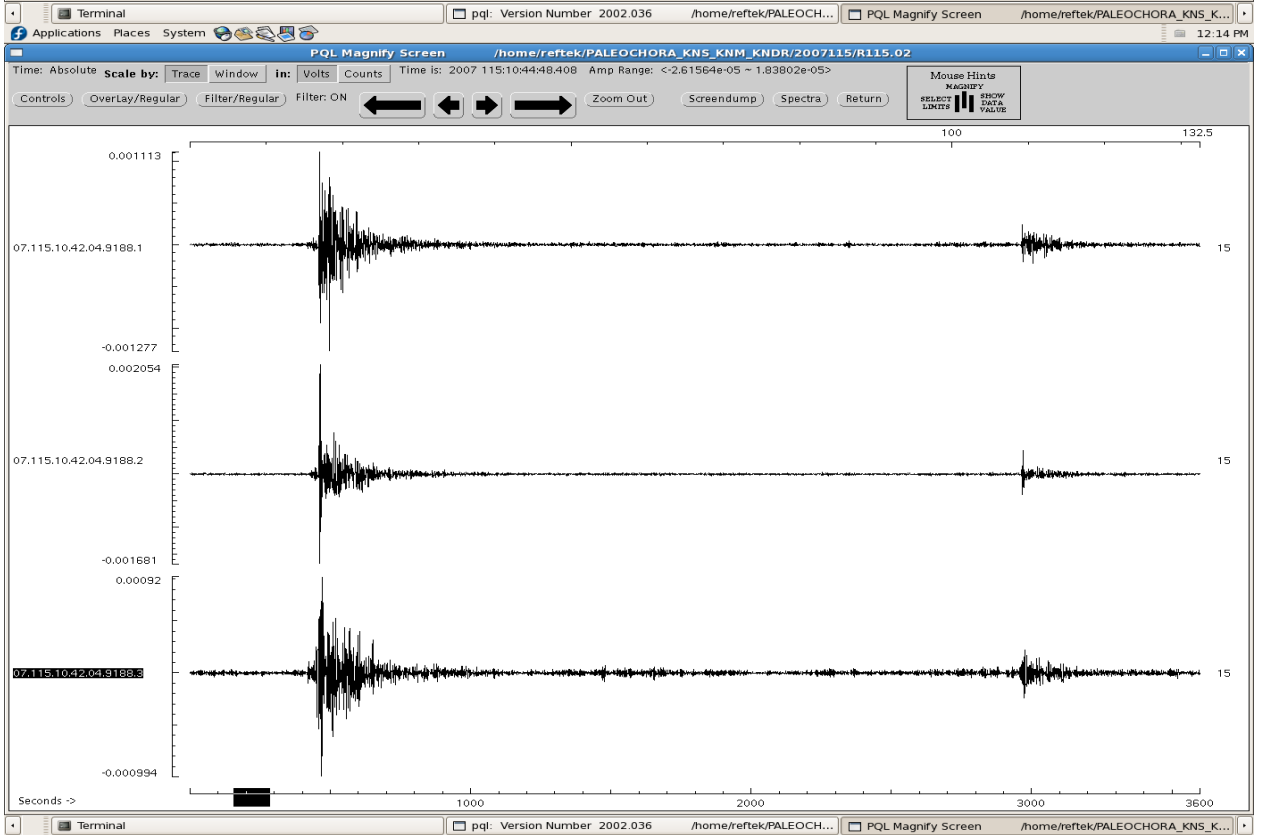 Terminal
pql: Version Number 2002.036 /home/reftek/PALEOCH...
PQL Magnify Screen /home/reftek/PALEOCHORA_KNS_K...
Applications Places System
12:14 PM
PQL Magnify Screen /home/reftek/PALEOCHORA_KNS_KNM_KNDR/2007115/R115.02
Time: Absolute Scale by: Trace Window in: Volts Counts Time is: 2007 115:10:44:48.408 Amp Range: <-2.61564e-05 ~ 1.83802e-05>
Controls OverLay/Regular Filter/Regular Filter: ON Zoom Out Screendump Spectra Return
Mouse Hints
MAGNIFY
SELECT LIMITS
SHOW DATA VALUE
100 132.5
0.001113
07.115.10.42.04.9188.1 15
-0.001277
0.002054
07.115.10.42.04.9188.2 15
-0.001681
0.00092
07.115.10.42.04.9188.3 15
-0.000994
Seconds -> 1000 2000 3000 3600
Terminal
pql: Version Number 2002.036 /home/reftek/PALEOCH...
PQL Magnify Screen /home/reftek/PALEOCHORA_KNS_K...